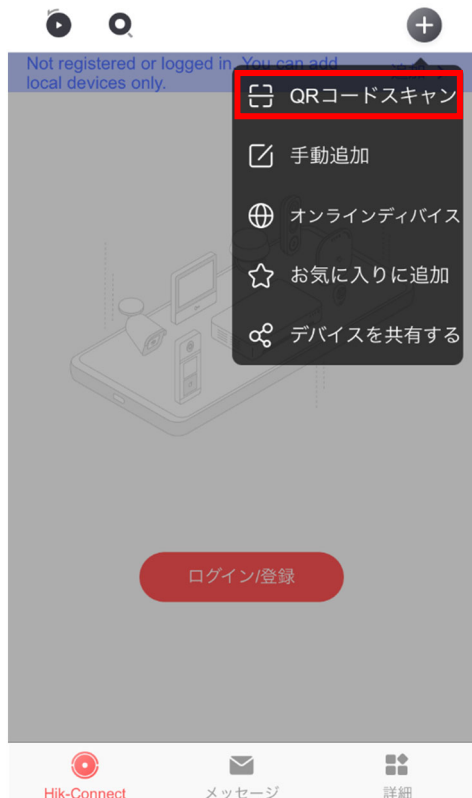 Not registered or logged in. You can add
local devices only.
QRコードスキャン
手動追加
オンラインディバイス
お気に入りに追加
デバイスを共有する
ログイン/登録
Hik-Connect
メッセージ
詳細